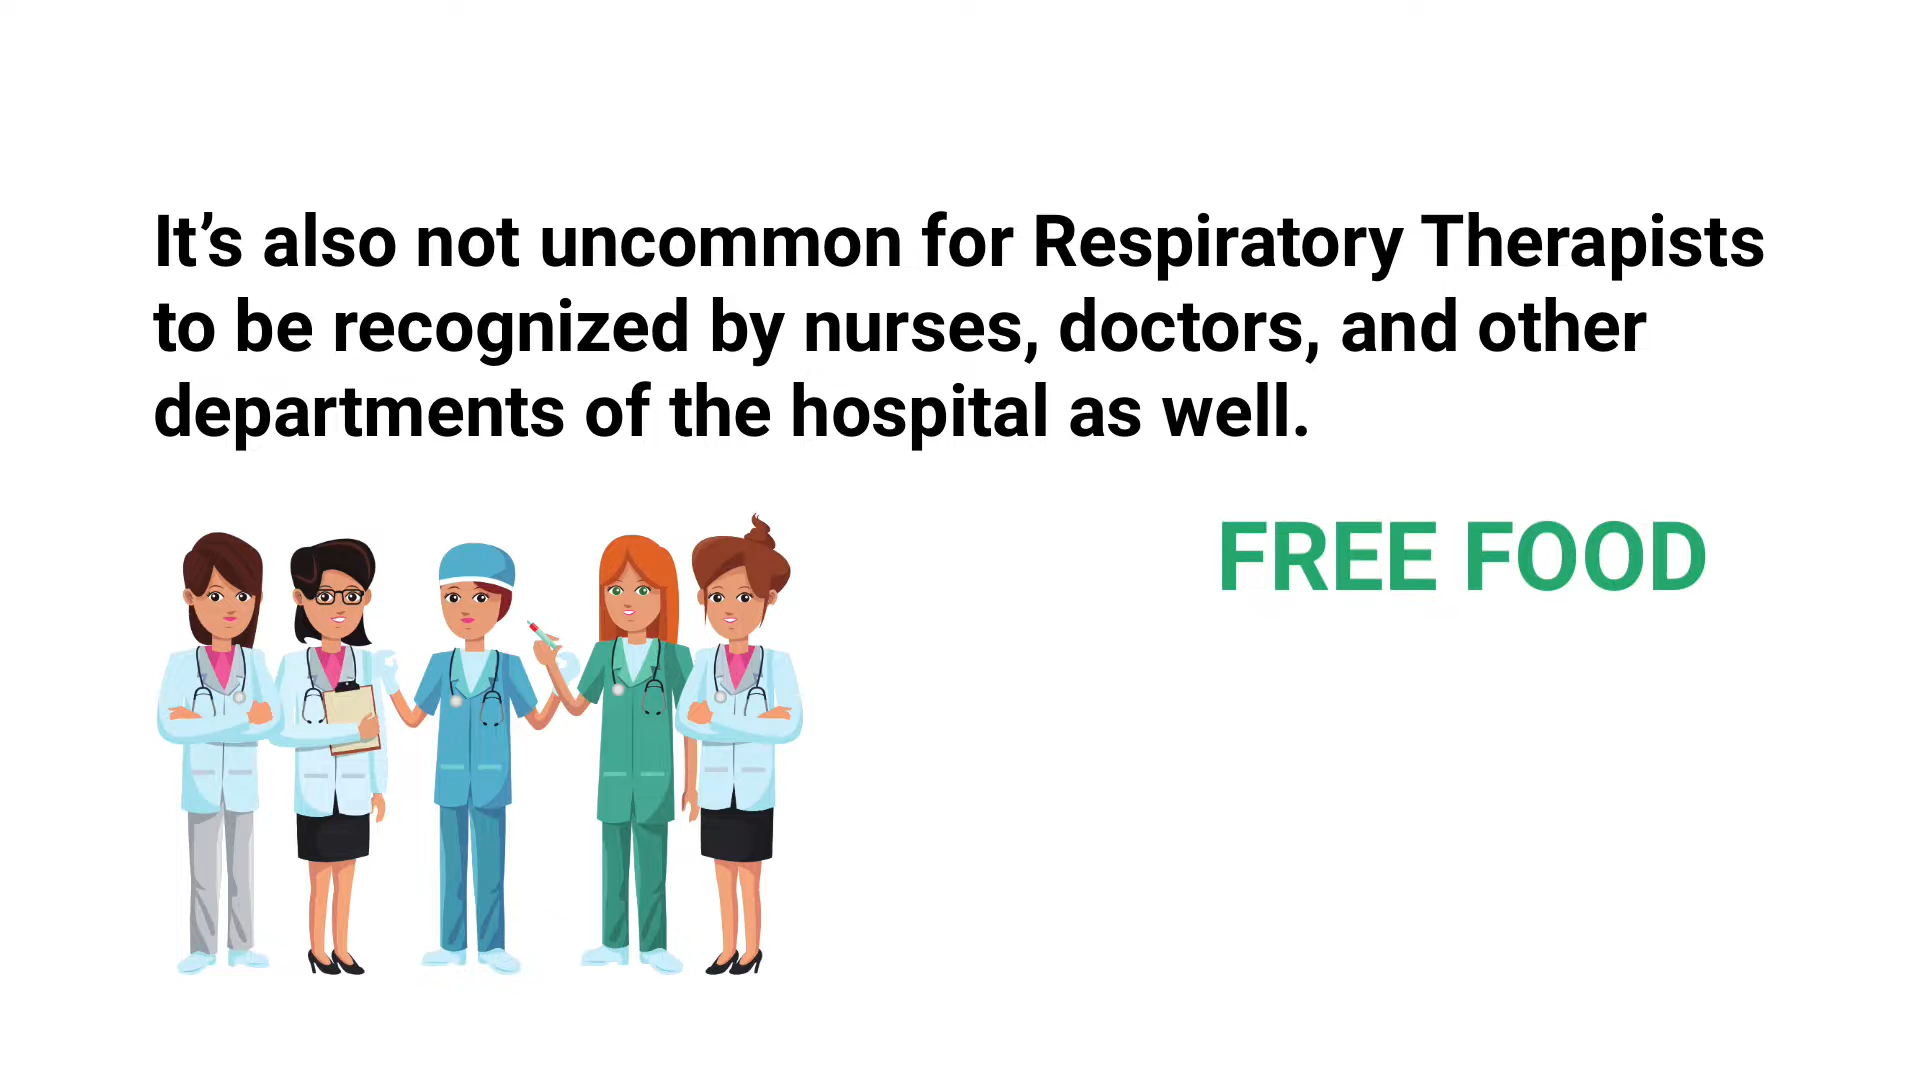 It’s also not uncommon for Respiratory Therapists
to be recognized by nurses, doctors, and other
departments of the hospital as well.
FREE FOOD